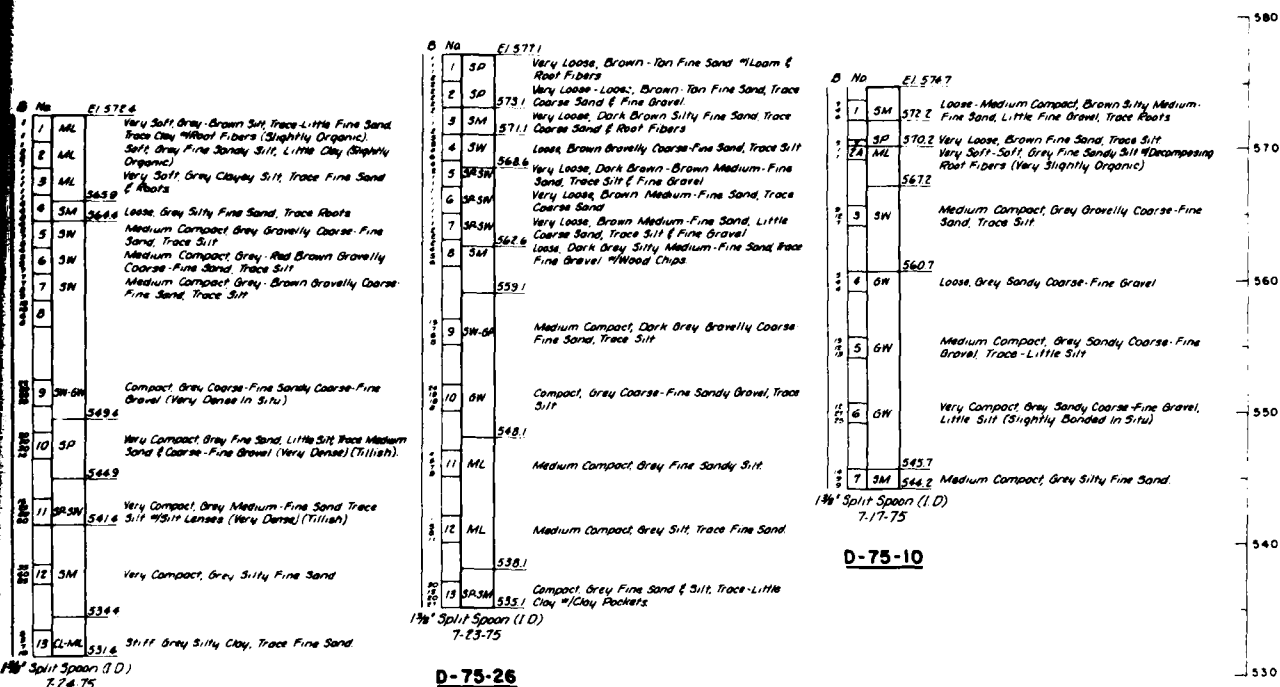 B No El. 572.4
1 ML Very Soft, Grey-Brown Silt, Trace-Little Fine Sand,
Trace Clay w/Root Fibers (Slightly Organic).
2 ML Soft, Grey Fine Sandy Silt, Little Clay (Slightly
Organic)
3 ML Very Soft, Grey Clayey Silt, Trace Fine Sand
& Roots
565.9
4 SM Loose, Grey Silty Fine Sand, Trace Roots
564.4
5 SW Medium Compact, Grey Gravelly Coarse-Fine
Sand, Trace Silt
6 SW Medium Compact, Grey-Red Brown Gravelly
Coarse-Fine Sand, Trace Silt
7 SW Medium Compact, Grey-Brown Gravelly Coarse-
Fine Sand, Trace Silt
8
9 SW-GW Compact, Grey Coarse-Fine Sandy Coarse-Fine
Gravel (Very Dense In Situ)
549.4
10 SP Very Compact, Grey Fine Sand, Little Silt, Trace Medium
Sand & Coarse-Fine Gravel (Very Dense) (Tillish).
544.9
11 SP-SW Very Compact, Grey Medium-Fine Sand Trace
Silt w/Silt Lenses (Very Dense) (Tillish)
541.4
12 SM Very Compact, Grey Silty Fine Sand
534.4
13 CL-ML Stiff Grey Silty Clay, Trace Fine Sand.
531.4
1 3/8" Split Spoon (I.D)
7-24-75
B No El. 577.1
1 SP Very Loose, Brown-Tan Fine Sand w/Loam &
Root Fibers
2 SP Very Loose-Loose, Brown-Tan Fine Sand, Trace
Coarse Sand & Fine Gravel.
573.1
3 SM Very Loose, Dark Brown Silty Fine Sand, Trace
Coarse Sand & Root Fibers
571.1
4 SW Loose, Brown Gravelly Coarse-Fine Sand, Trace Silt
568.6
5 SP-SW Very Loose, Dark Brown-Brown Medium-Fine
Sand, Trace Silt & Fine Gravel
6 SP-SW Very Loose, Brown Medium-Fine Sand, Trace
Coarse Sand
7 SP-SW Very Loose, Brown Medium-Fine Sand, Little
Coarse Sand, Trace Silt & Fine Gravel
562.6
8 SM Loose, Dark Grey Silty Medium-Fine Sand, Trace
Fine Gravel w/Wood Chips.
559.1
9 SW-GP Medium Compact, Dark Grey Gravelly Coarse
Fine Sand, Trace Silt
10 GW Compact, Grey Coarse-Fine Sandy Gravel, Trace
Silt
548.1
11 ML Medium Compact, Grey Fine Sandy Silt.
12 ML Medium Compact, Grey Silt, Trace Fine Sand.
538.1
13 SP-SM Compact, Grey Fine Sand & Silt, Trace-Little
Clay w/Clay Pockets.
535.1
1 3/8" Split Spoon (I.D)
7-23-75
D-75-26
B No El. 574.7
1 SM Loose-Medium Compact, Brown Silty Medium-
Fine Sand, Little Fine Gravel, Trace Roots
572.2
SP 570.2 Very Loose, Brown Fine Sand, Trace Silt
2A ML Very Soft-Soft, Grey Fine Sandy Silt w/Decomposing
Root Fibers (Very Slightly Organic)
567.2
3 SW Medium Compact, Grey Gravelly Coarse-Fine
Sand, Trace Silt
560.7
4 GW Loose, Grey Sandy Coarse-Fine Gravel
5 GW Medium Compact, Grey Sandy Coarse-Fine
Gravel, Trace-Little Silt
6 GW Very Compact, Grey Sandy Coarse-Fine Gravel,
Little Silt (Slightly Bonded In Situ)
545.7
7 SM Medium Compact, Grey Silty Fine Sand.
544.2
1 3/8" Split Spoon (I.D)
7-17-75
D-75-10
580
570
560
550
540
530